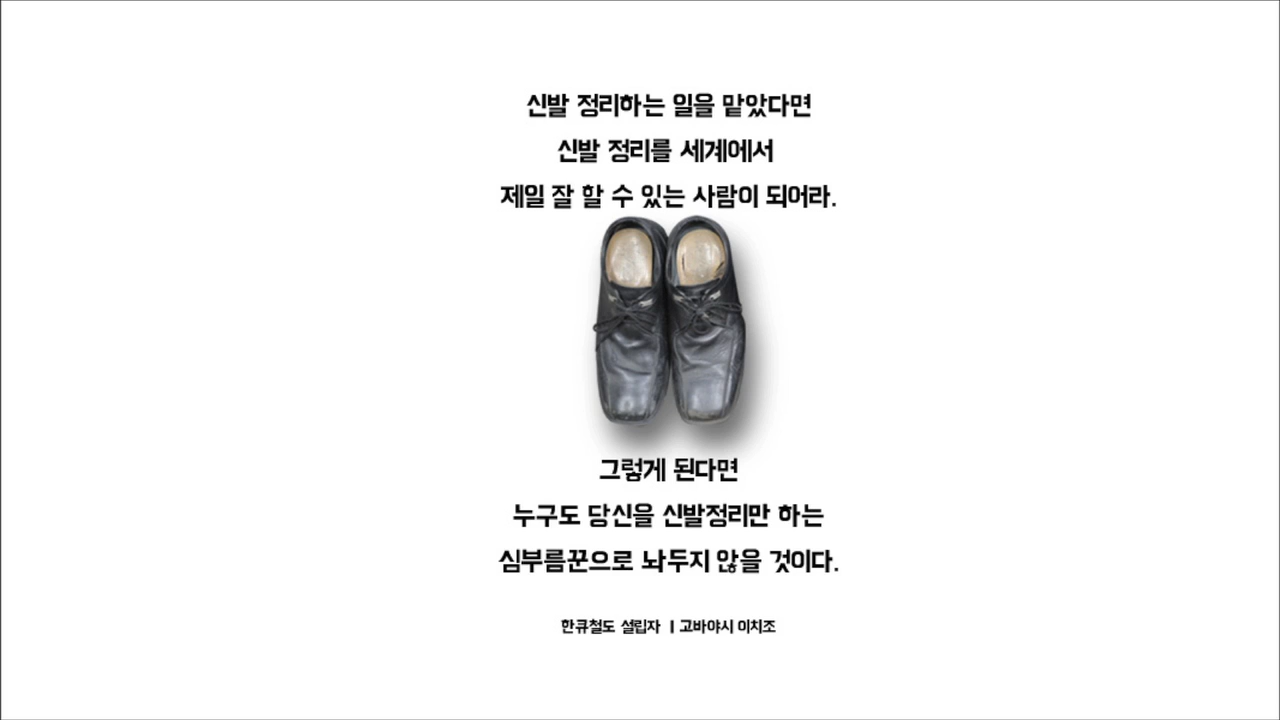 신발 정리하는 일을 맡았다면
신발 정리를 세계에서
제일 잘 할 수 있는 사람이 되어라.
그렇게 된다면
누구도 당신을 신발정리만 하는
심부름꾼으로 놔두지 않을 것이다.
한큐철도 설립자 | 고바야시 이치조